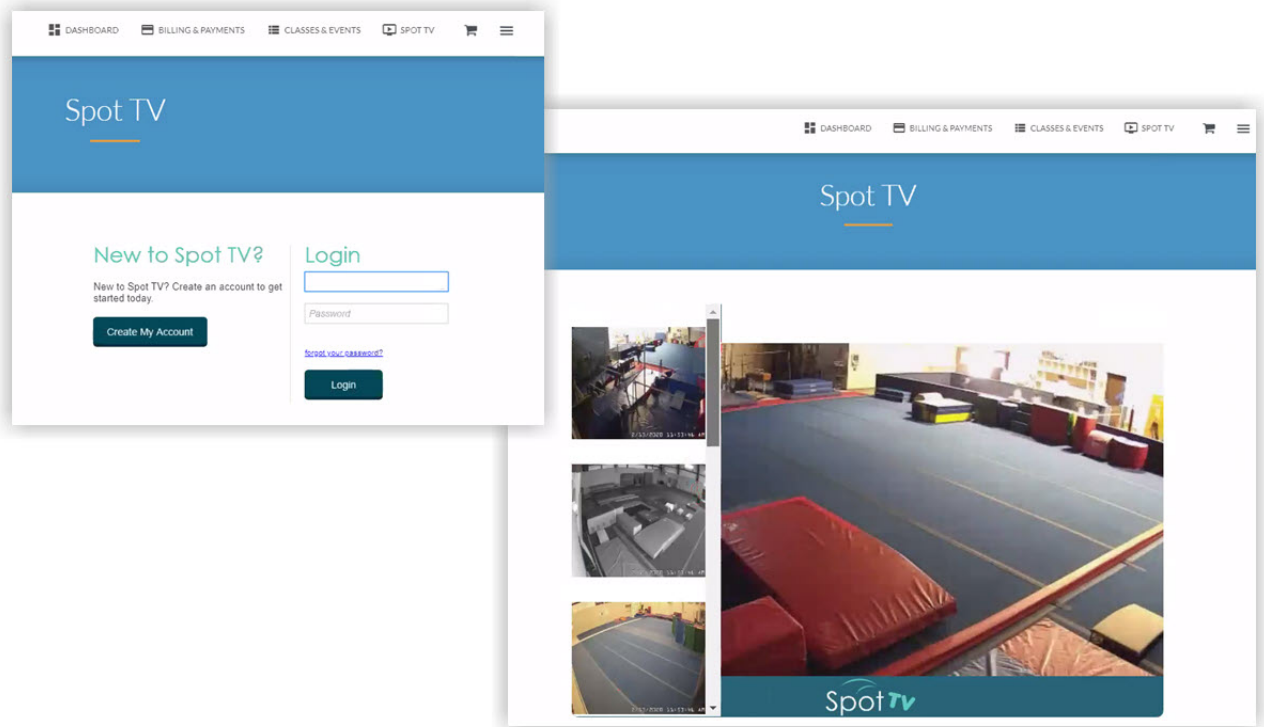 DASHBOARD BILLING & PAYMENTS CLASSES & EVENTS SPOT TV
Spot TV
New to Spot TV?
New to Spot TV? Create an account to get
started today.
Create My Account
Login
Password
forgot your password?
Login
DASHBOARD BILLING & PAYMENTS CLASSES & EVENTS SPOT TV
Spot TV
Spot TV